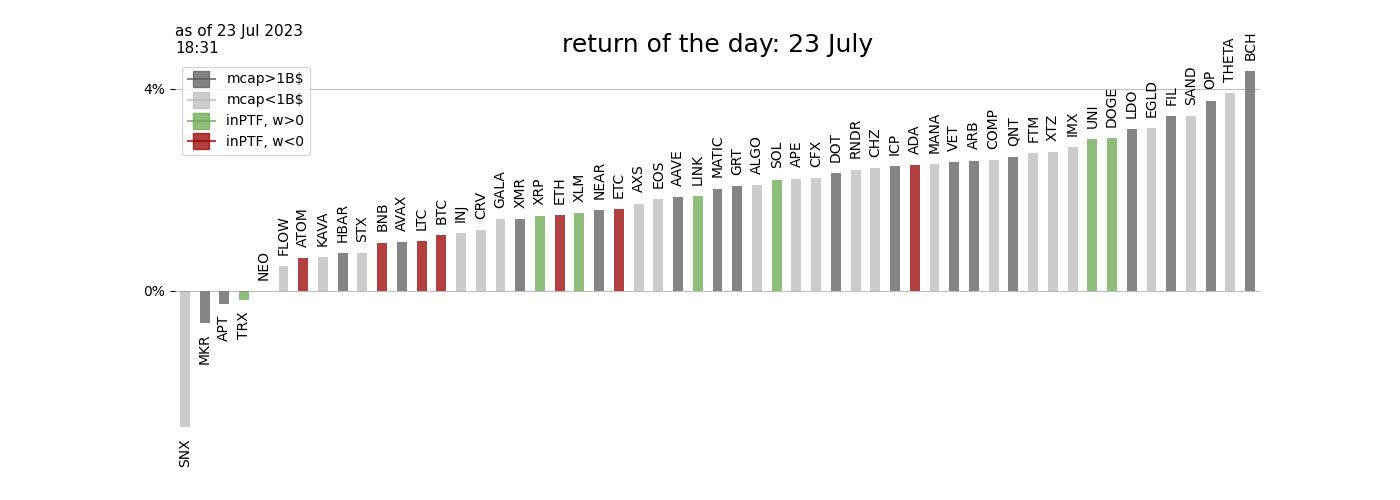 as of 23 Jul 2023
18:31
return of the day: 23 July
mcap>1B$
mcap<1B$
inPTF, w>0
inPTF, w<0
4%
0%
SNX
MKR
APT
TRX
NEO
FLOW
ATOM
KAVA
HBAR
STX
BNB
AVAX
LTC
BTC
INJ
CRV
GALA
XMR
XRP
ETH
XLM
NEAR
ETC
AXS
EOS
AAVE
LINK
MATIC
GRT
ALGO
SOL
APE
CFX
DOT
RNDR
CHZ
ICP
ADA
MANA
VET
ARB
COMP
QNT
FTM
XTZ
IMX
UNI
DOGE
LDO
EGLD
FIL
SAND
OP
THETA
BCH